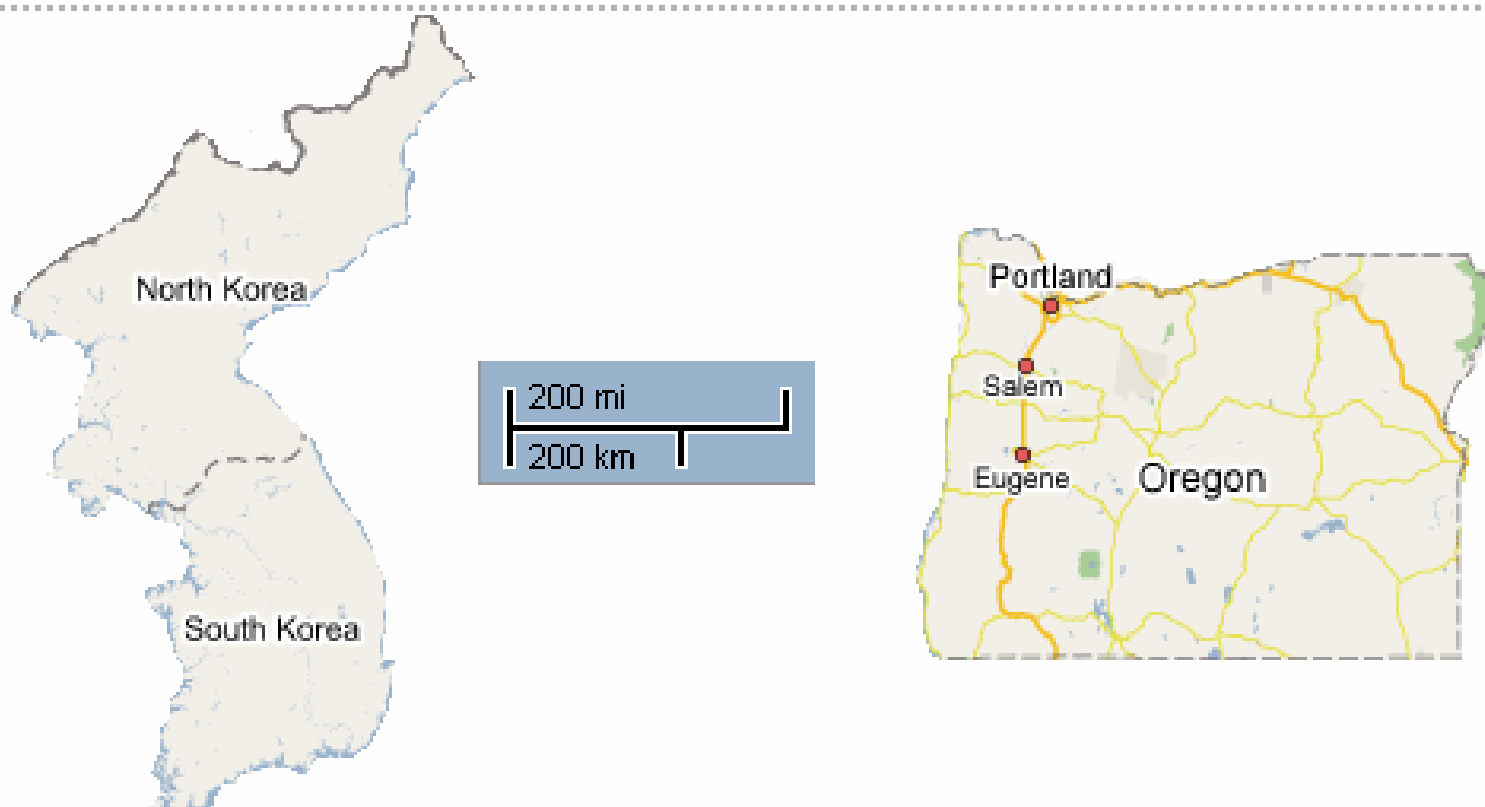 North Korea
South Korea
200 mi
200 km
Portland
Salem
Eugene
Oregon